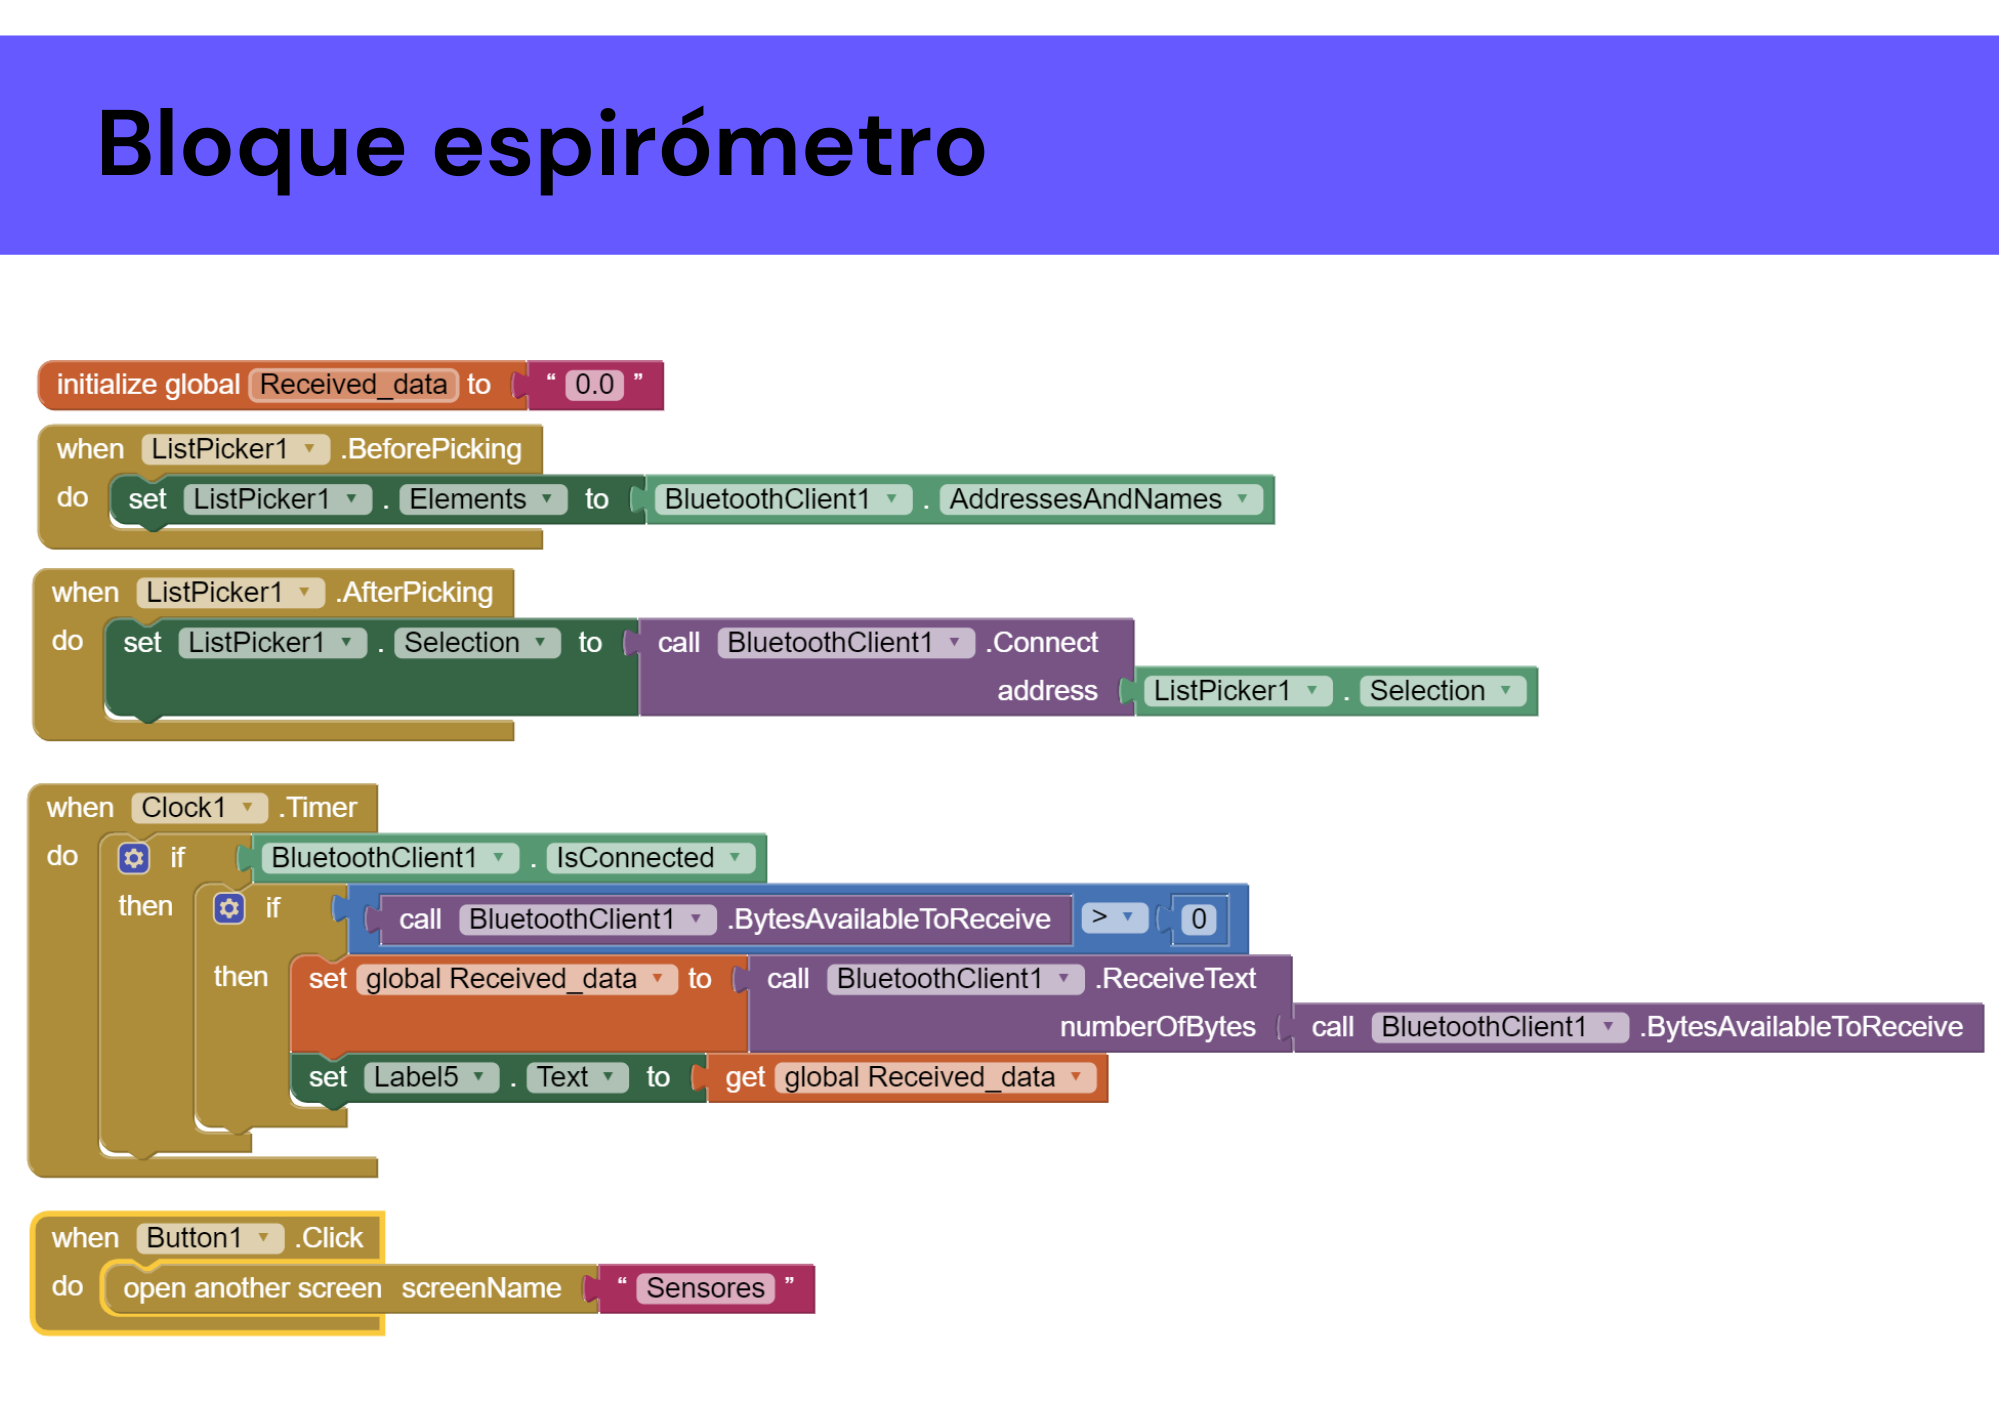 Bloque espirómetro
initialize global Received_data to " 0.0 "
when ListPicker1 .BeforePicking
do set ListPicker1 . Elements to BluetoothClient1 . AddressesAndNames
when ListPicker1 .AfterPicking
do set ListPicker1 . Selection to call BluetoothClient1 .Connect
address ListPicker1 . Selection
when Clock1 .Timer
do if BluetoothClient1 . IsConnected
then if call BluetoothClient1 .BytesAvailableToReceive > 0
then set global Received_data to call BluetoothClient1 .ReceiveText
numberOfBytes call BluetoothClient1 .BytesAvailableToReceive
set Label5 . Text to get global Received_data
when Button1 .Click
do open another screen screenName " Sensores "